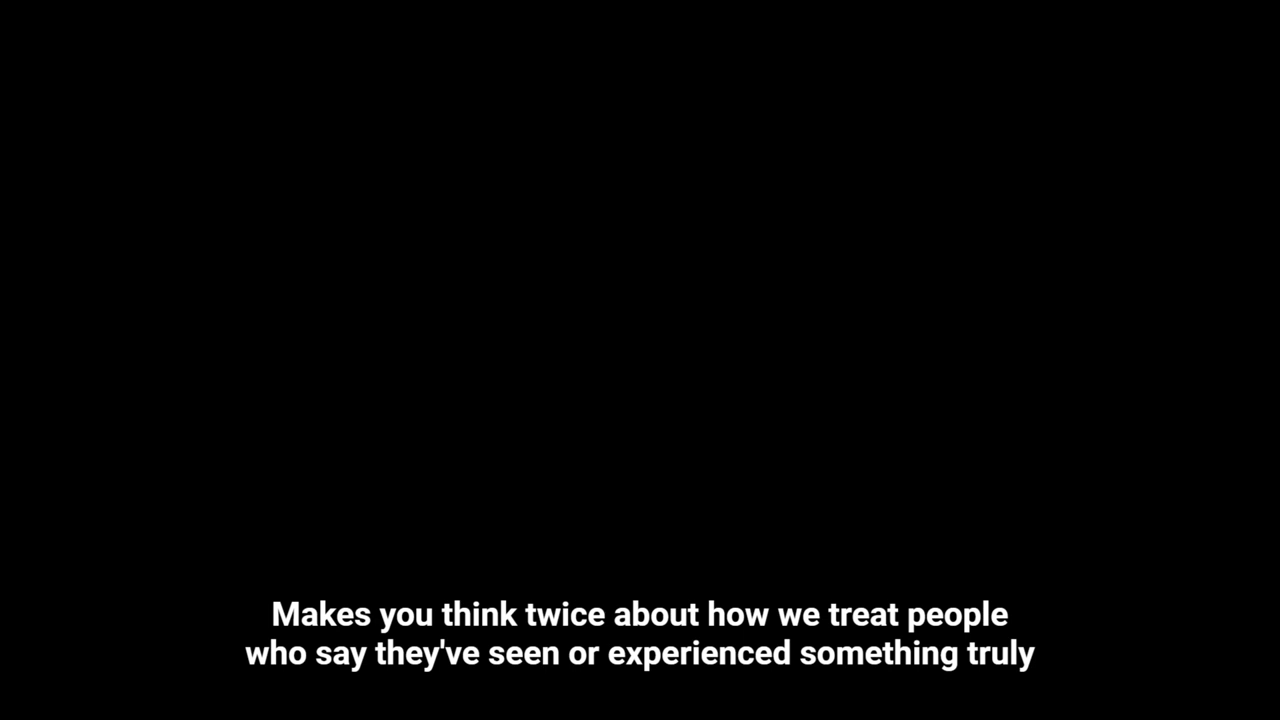 Makes you think twice about how we treat people
who say they've seen or experienced something truly